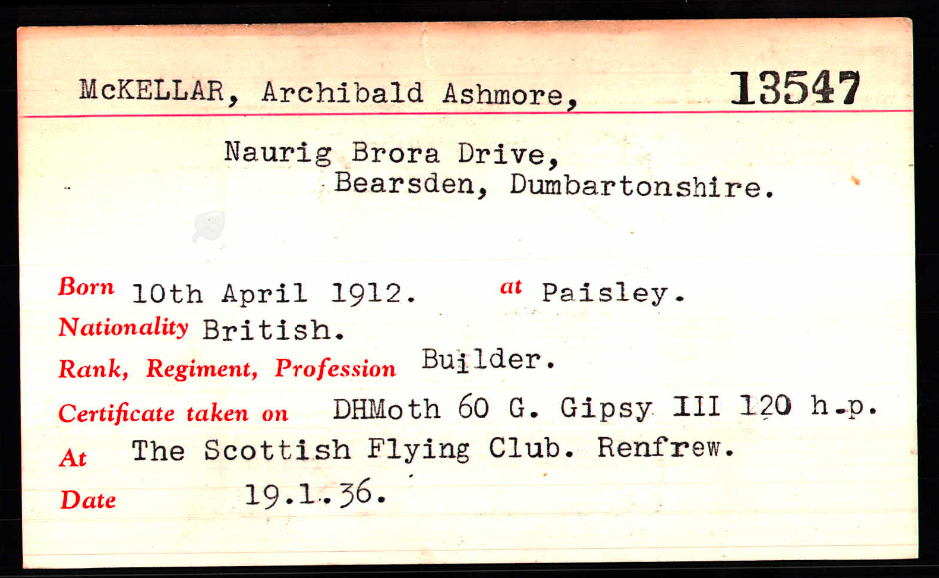 McKELLAR, Archibald Ashmore, 13547
Naurig Brora Drive,
Bearsden, Dumbartonshire.
Born 10th April 1912. at Paisley.
Nationality British.
Rank, Regiment, Profession Builder.
Certificate taken on DHMoth 60 G. Gipsy III 120 h.p.
At The Scottish Flying Club. Renfrew.
Date 19.1.36.